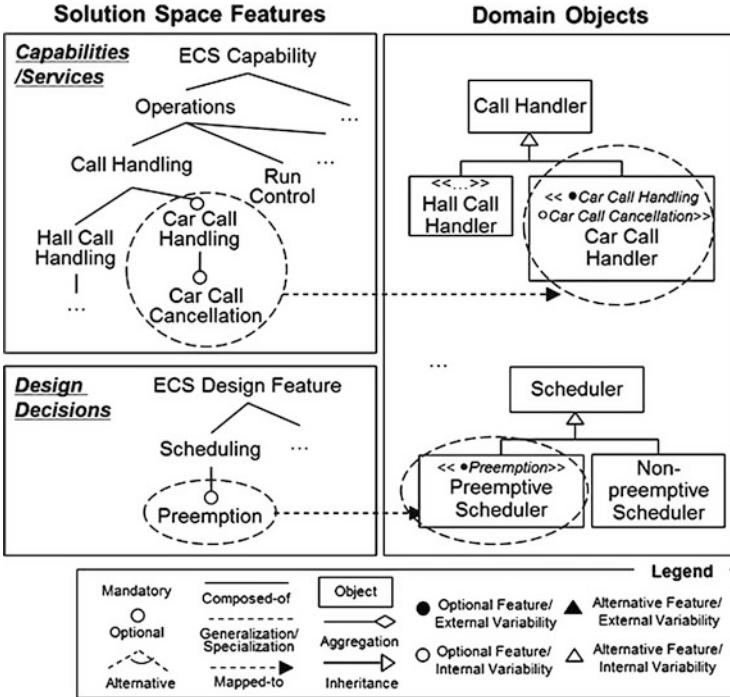 Solution Space Features
Domain Objects
Capabilities
/Services
ECS Capability
Operations
...
Call Handling
...
Run
Control
Hall Call
Handling
...
Car Call
Handling
Car Call
Cancellation
Call Handler
<<...>>
Hall Call
Handler
<< ●Car Call Handling
○Car Call Cancellation>>
Car Call
Handler
...
Design
Decisions
ECS Design Feature
Scheduling
...
Preemption
Scheduler
<< ●Preemption>>
Preemptive
Scheduler
Non-
preemptive
Scheduler
Legend
Mandatory
Optional
Alternative
Composed-of
Generalization/
Specialization
Mapped-to
Object
Aggregation
Inheritance
● Optional Feature/
External Variability
○ Optional Feature/
Internal Variability
▲ Alternative Feature/
External Variability
△ Alternative Feature/
Internal Variability